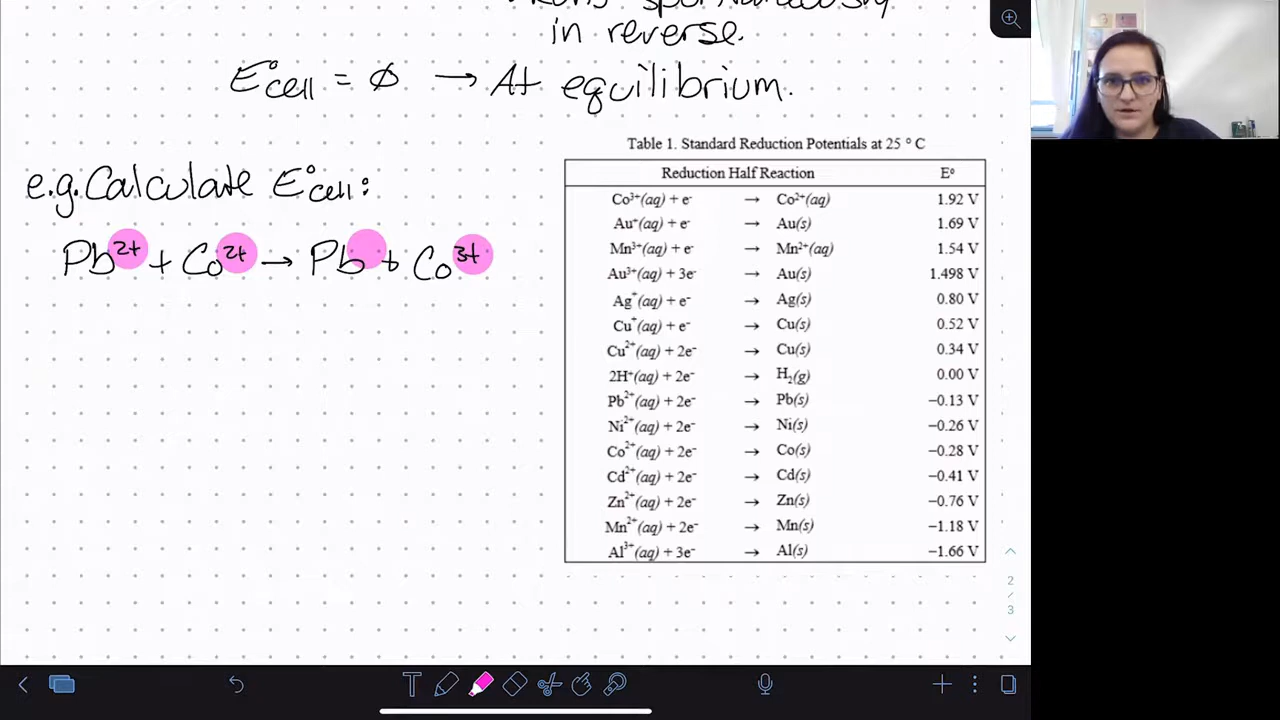 spontaneously
in reverse.
E°cell = ∅ → At equilibrium.
e.g. Calculate E°cell:
Pb²⁺ + Co²⁺ → Pb + Co³⁺
Table 1. Standard Reduction Potentials at 25 °C
Reduction Half Reaction E°
Co³⁺(aq) + e⁻ → Co²⁺(aq) 1.92 V
Au⁺(aq) + e⁻ → Au(s) 1.69 V
Mn³⁺(aq) + e⁻ → Mn²⁺(aq) 1.54 V
Au³⁺(aq) + 3e⁻ → Au(s) 1.498 V
Ag⁺(aq) + e⁻ → Ag(s) 0.80 V
Cu⁺(aq) + e⁻ → Cu(s) 0.52 V
Cu²⁺(aq) + 2e⁻ → Cu(s) 0.34 V
2H⁺(aq) + 2e⁻ → H₂(g) 0.00 V
Pb²⁺(aq) + 2e⁻ → Pb(s) −0.13 V
Ni²⁺(aq) + 2e⁻ → Ni(s) −0.26 V
Co²⁺(aq) + 2e⁻ → Co(s) −0.28 V
Cd²⁺(aq) + 2e⁻ → Cd(s) −0.41 V
Zn²⁺(aq) + 2e⁻ → Zn(s) −0.76 V
Mn²⁺(aq) + 2e⁻ → Mn(s) −1.18 V
Al³⁺(aq) + 3e⁻ → Al(s) −1.66 V
2
/
3
T